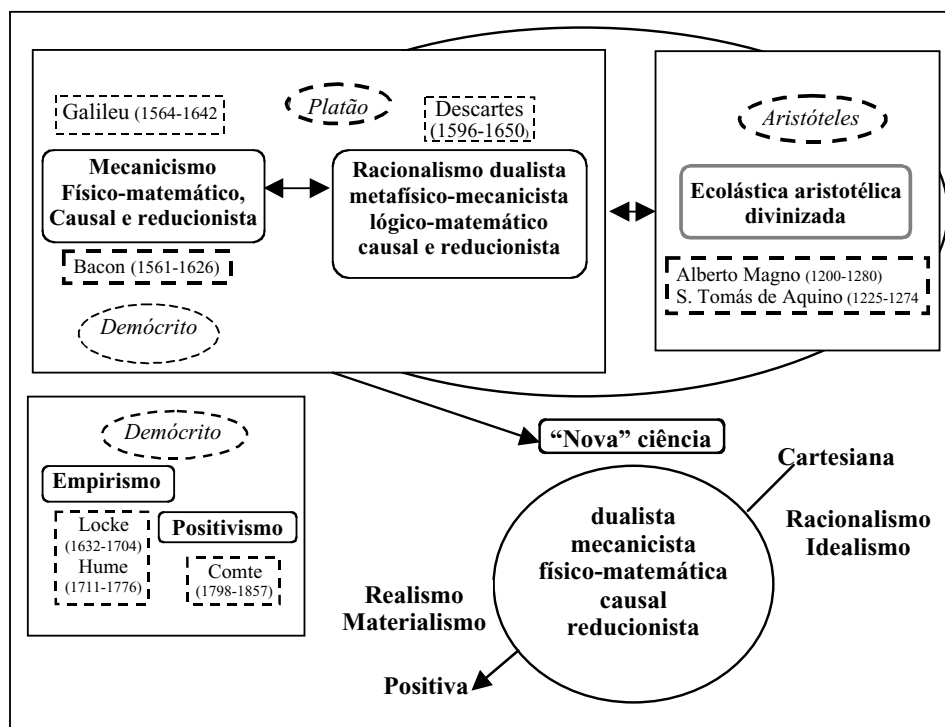 Galileu (1564-1642
Platão
Descartes
(1596-1650)
Mecanicismo
Físico-matemático,
Causal e reducionista
Racionalismo dualista
metafísico-mecanicista
lógico-matemático
causal e reducionista
Bacon (1561-1626)
Demócrito
Aristóteles
Ecolástica aristotélica
divinizada
Alberto Magno (1200-1280)
S. Tomás de Aquino (1225-1274
Demócrito
Empirismo
Locke
(1632-1704)
Hume
(1711-1776)
Positivismo
Comte
(1798-1857)
“Nova” ciência
Cartesiana
dualista
mecanicista
físico-matemática
causal
reducionista
Racionalismo
Idealismo
Realismo
Materialismo
Positiva